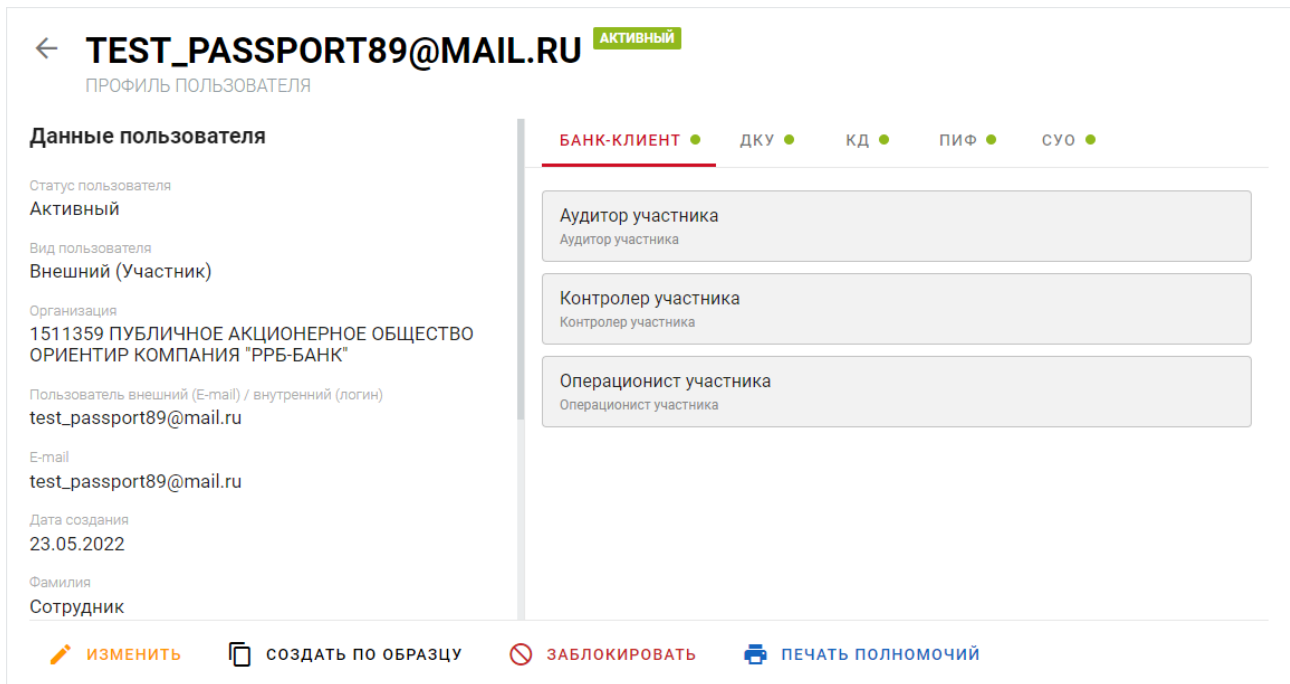 TEST_PASSPORT89@MAIL.RU АКТИВНЫЙ
ПРОФИЛЬ ПОЛЬЗОВАТЕЛЯ
Данные пользователя
Статус пользователя
Активный
Вид пользователя
Внешний (Участник)
Организация
1511359 ПУБЛИЧНОЕ АКЦИОНЕРНОЕ ОБЩЕСТВО
ОРИЕНТИР КОМПАНИЯ "РРБ-БАНК"
Пользователь внешний (E-mail) / внутренний (логин)
test_passport89@mail.ru
E-mail
test_passport89@mail.ru
Дата создания
23.05.2022
Фамилия
Сотрудник
БАНК-КЛИЕНТ ДКУ КД ПИФ СУО
Аудитор участника
Аудитор участника
Контролер участника
Контролер участника
Операционист участника
Операционист участника
ИЗМЕНИТЬ СОЗДАТЬ ПО ОБРАЗЦУ ЗАБЛОКИРОВАТЬ ПЕЧАТЬ ПОЛНОМОЧИЙ